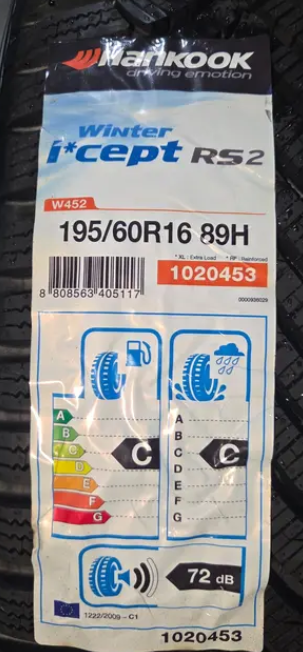 Hankook
driving emotion
Winter
i*cept RS2
W452
195/60R16 89H
* XL : Extra Load * RF : Reinforced
1020453
8 808563 405117
A
B
C
D
E
F
G
C
A
B
C
D
E
F
G
C
72 dB
1222/2009 - C1
1020453